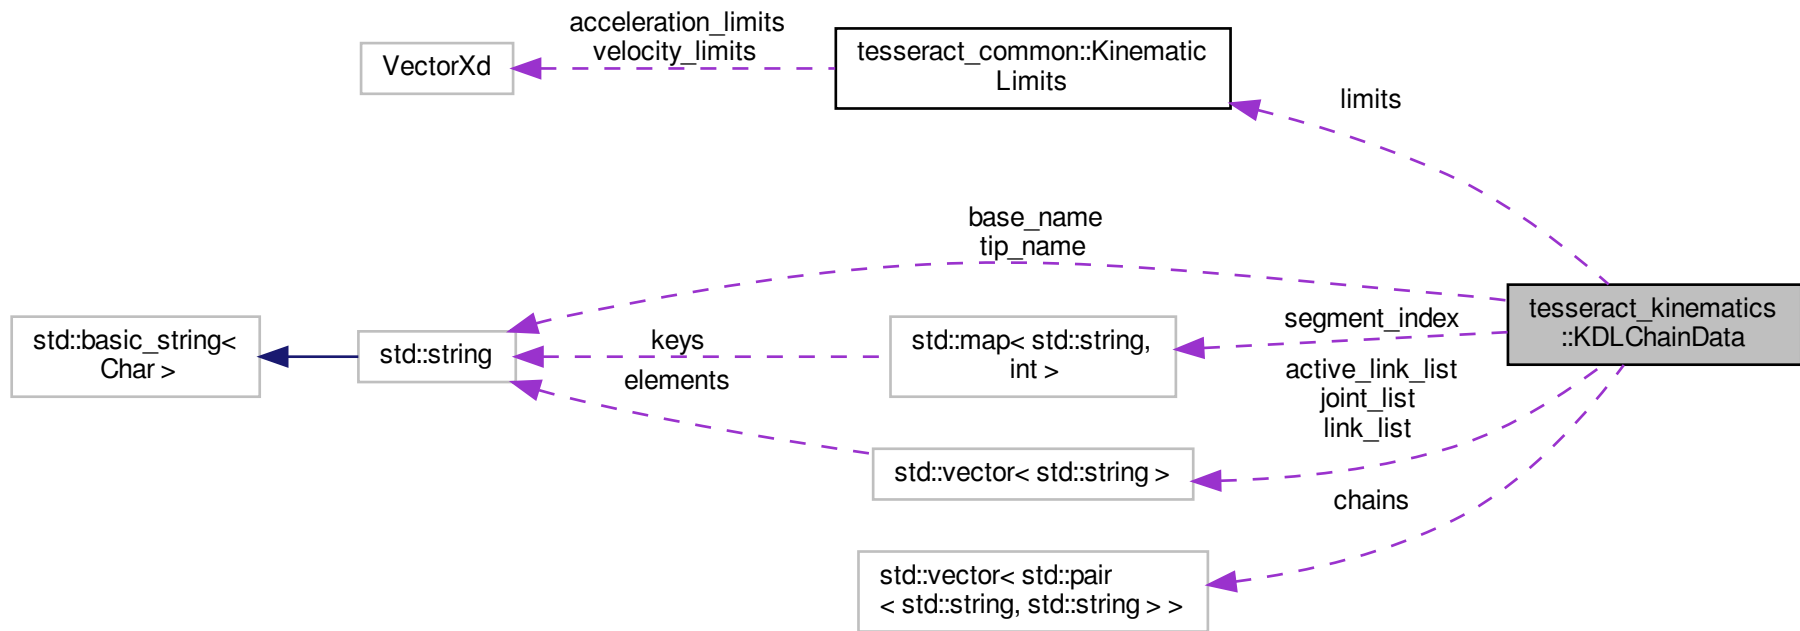 acceleration_limits
velocity_limits
VectorXd
tesseract_common::Kinematic
Limits
limits
base_name
tip_name
tesseract_kinematics
::KDLChainData
segment_index
std::basic_string<
Char >
std::string
keys
elements
std::map< std::string,
int >
active_link_list
joint_list
link_list
std::vector< std::string >
chains
std::vector< std::pair
< std::string, std::string > >